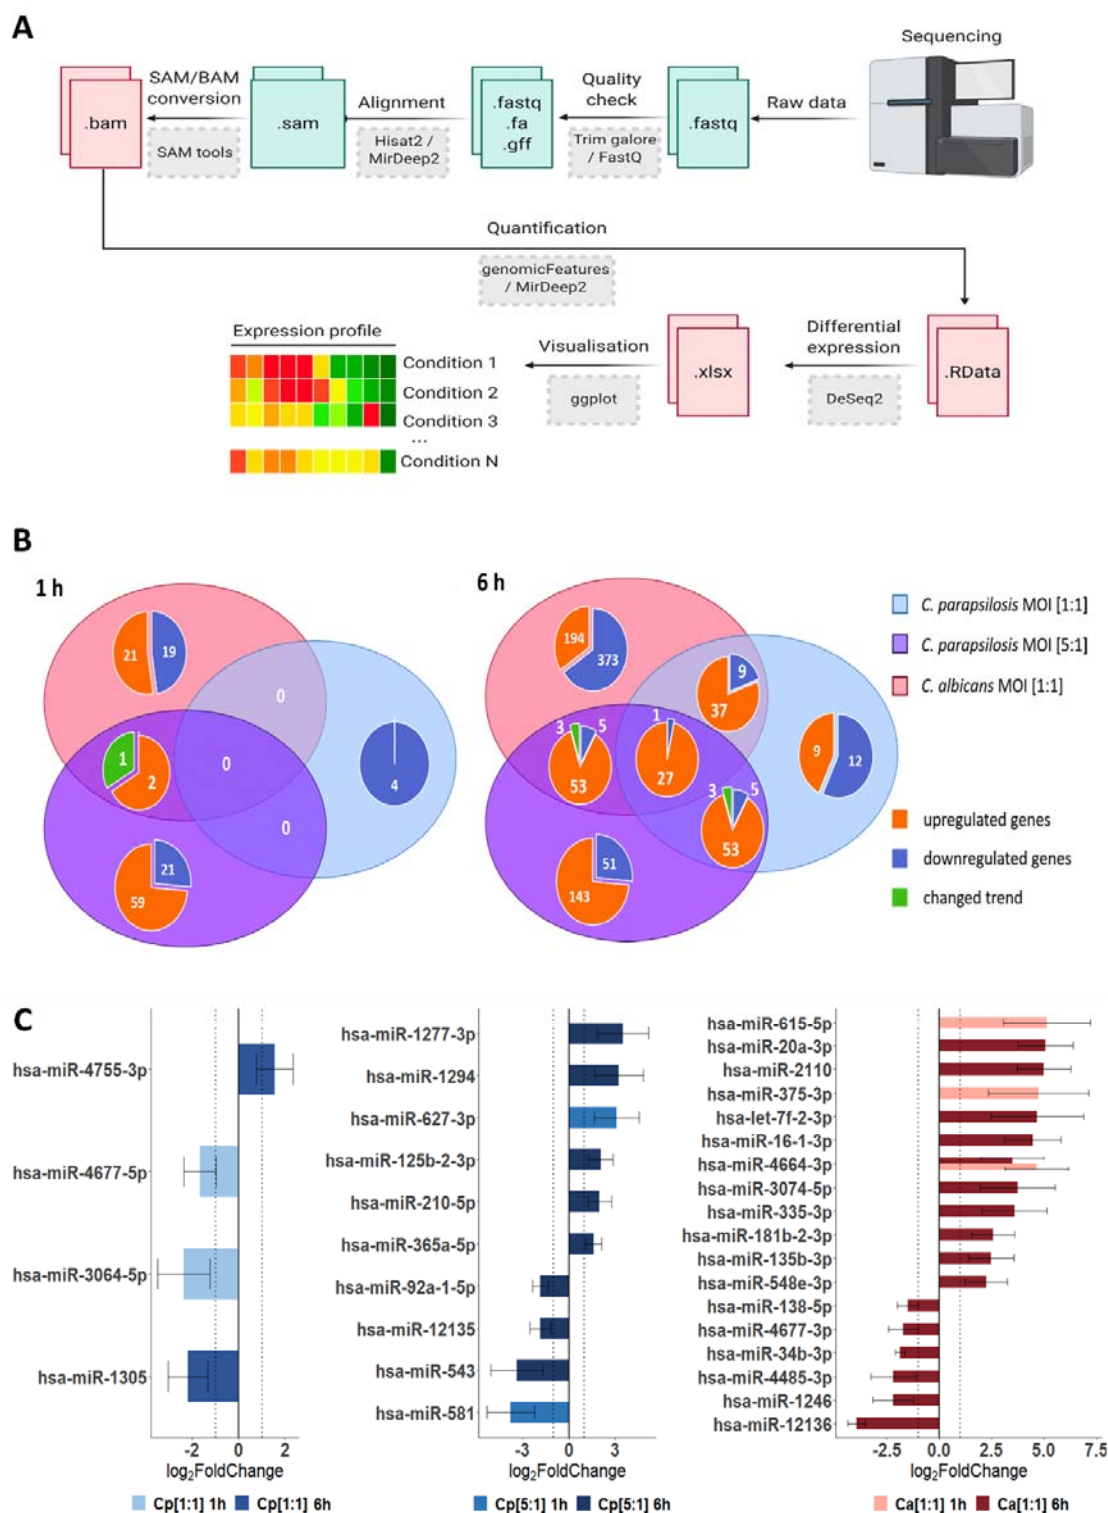 A
Sequencing
SAM/BAM
conversion
Alignment
Quality
check
Raw data
.bam
.sam
.fastq
.fa
.gff
.fastq
SAM tools
Hisat2 /
MirDeep2
Trim galore
/ FastQ
Quantification
genomicFeatures
/ MirDeep2
Expression profile
Condition 1
Condition 2
Condition 3
...
Condition N
Visualisation
ggplot
.xlsx
Differential
expression
DeSeq2
.RData
B
1 h
21
19
0
1
2
0
4
0
21
59
6 h
194
373
9
37
3
5
53
1
27
9
12
3
5
53
51
143
C. parapsilosis MOI [1:1]
C. parapsilosis MOI [5:1]
C. albicans MOI [1:1]
upregulated genes
downregulated genes
changed trend
C
hsa-miR-4755-3p
hsa-miR-4677-5p
hsa-miR-3064-5p
hsa-miR-1305
-2 0 2
log2FoldChange
Cp[1:1] 1h Cp[1:1] 6h
hsa-miR-1277-3p
hsa-miR-1294
hsa-miR-627-3p
hsa-miR-125b-2-3p
hsa-miR-210-5p
hsa-miR-365a-5p
hsa-miR-92a-1-5p
hsa-miR-12135
hsa-miR-543
hsa-miR-581
-3 0 3
log2FoldChange
Cp[5:1] 1h Cp[5:1] 6h
hsa-miR-615-5p
hsa-miR-20a-3p
hsa-miR-2110
hsa-miR-375-3p
hsa-let-7f-2-3p
hsa-miR-16-1-3p
hsa-miR-4664-3p
hsa-miR-3074-5p
hsa-miR-335-3p
hsa-miR-181b-2-3p
hsa-miR-135b-3p
hsa-miR-548e-3p
hsa-miR-138-5p
hsa-miR-4677-3p
hsa-miR-34b-3p
hsa-miR-4485-3p
hsa-miR-1246
hsa-miR-12136
-2.5 0.0 2.5 5.0 7.5
log2FoldChange
Ca[1:1] 1h Ca[1:1] 6h